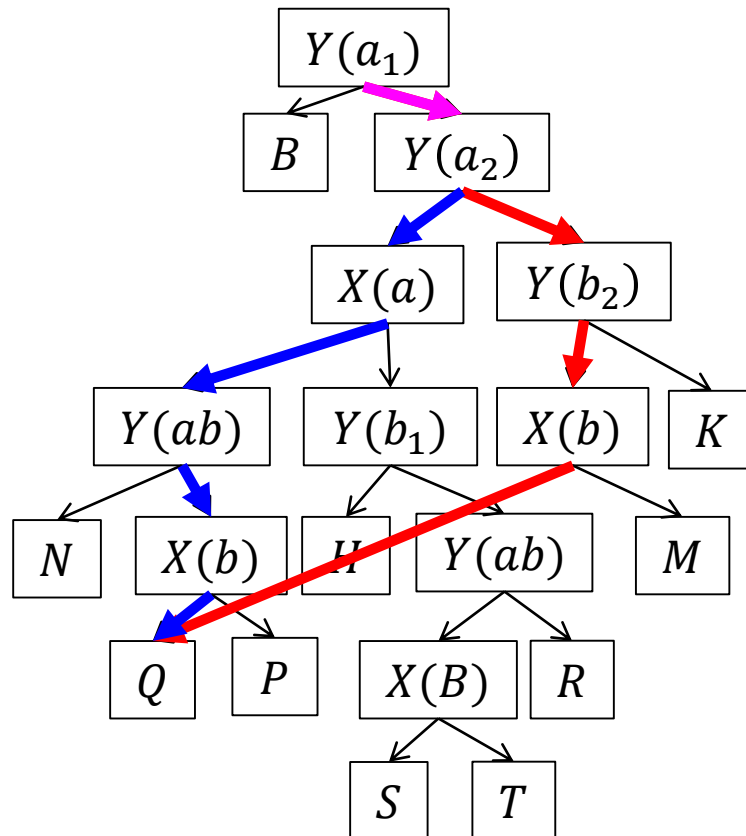 Y(a₁)
B
Y(a₂)
X(a)
Y(b₂)
Y(ab)
Y(b₁)
X(b)
K
N
X(b)
H
Y(ab)
M
Q
P
X(B)
R
S
T